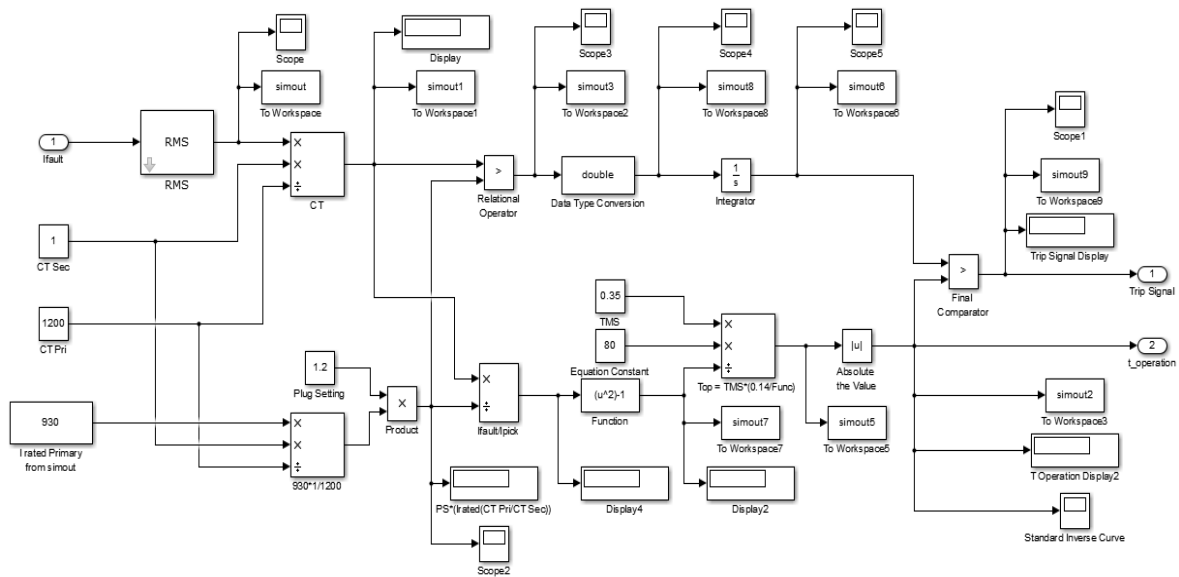 Scope
simout
To Workspace
1
Ifault
RMS
RMS
×
×
÷
CT
1
CT Sec
1200
CT Pri
Display
simout1
To Workspace1
>
Relational
Operator
Scope3
simout3
To Workspace2
double
Data Type Conversion
Scope4
simout8
To Workspace8
1
s
Integrator
Scope5
simout6
To Workspace6
Scope1
simout9
To Workspace9
Trip Signal Display
>
Final
Comparator
1
Trip Signal
2
t_operation
0.35
TMS
80
Equation Constant
×
×
÷
Top = TMS*(0.14/Func)
|u|
Absolute
the Value
1.2
Plug Setting
×
Product
930
I rated Primary
from simout
×
×
÷
930*1/1200
×
÷
Ifault/Ipick
(u^2)-1
Function
simout7
To Workspace7
simout5
To Workspace5
simout2
To Workspace3
T Operation Display2
Standard Inverse Curve
PS*(Irated(CT Pri/CT Sec))
Display4
Display2
Scope2